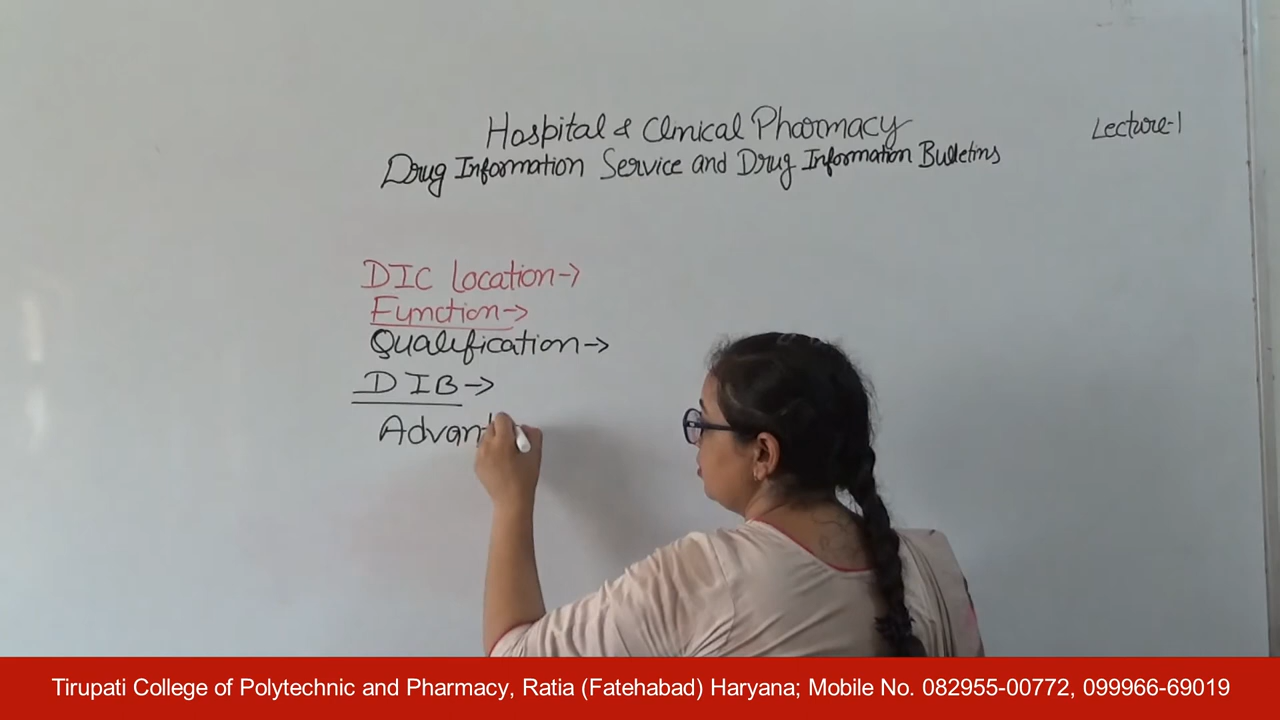 Hospital & Clinical Pharmacy
Lecture-1
Drug Information Service and Drug Information Bulletins
DIC location→
Function→
Qualification→
DIB→
Advant
Tirupati College of Polytechnic and Pharmacy, Ratia (Fatehabad) Haryana; Mobile No. 082955-00772, 099966-69019